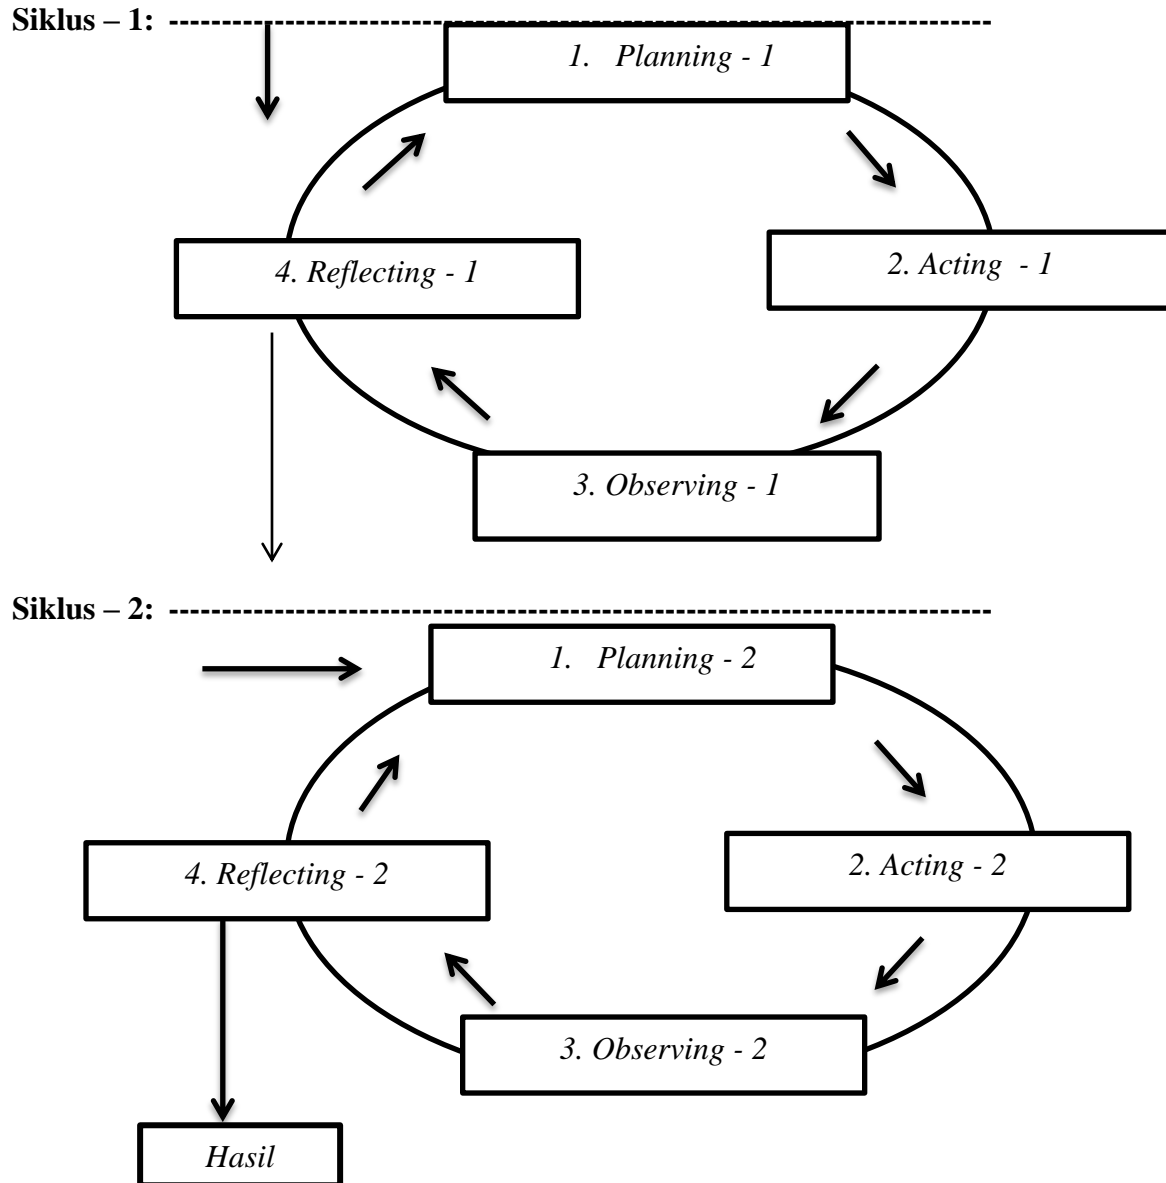 Siklus – 1: ------------------------------------------------------------------------
1. Planning - 1
4. Reflecting - 1
2. Acting - 1
3. Observing - 1
Siklus – 2: ------------------------------------------------------------------------
1. Planning - 2
4. Reflecting - 2
2. Acting - 2
3. Observing - 2
Hasil